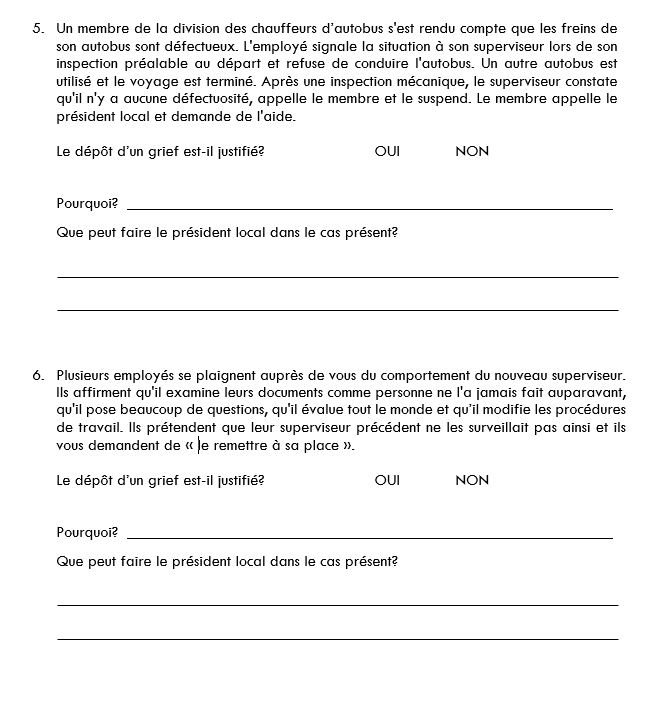 5. Un membre de la division des chauffeurs d'autobus s'est rendu compte que les freins de
son autobus sont défectueux. L'employé signale la situation à son superviseur lors de son
inspection préalable au départ et refuse de conduire l'autobus. Un autre autobus est
utilisé et le voyage est terminé. Après une inspection mécanique, le superviseur constate
qu'il n'y a aucune défectuosité, appelle le membre et le suspend. Le membre appelle le
président local et demande de l'aide.
Le dépôt d'un grief est-il justifié? OUI NON
Pourquoi?
Que peut faire le président local dans le cas présent?
6. Plusieurs employés se plaignent auprès de vous du comportement du nouveau superviseur.
Ils affirment qu'il examine leurs documents comme personne ne l'a jamais fait auparavant,
qu'il pose beaucoup de questions, qu'il évalue tout le monde et qu'il modifie les procédures
de travail. Ils prétendent que leur superviseur précédent ne les surveillait pas ainsi et ils
vous demandent de « le remettre à sa place ».
Le dépôt d'un grief est-il justifié? OUI NON
Pourquoi?
Que peut faire le président local dans le cas présent?